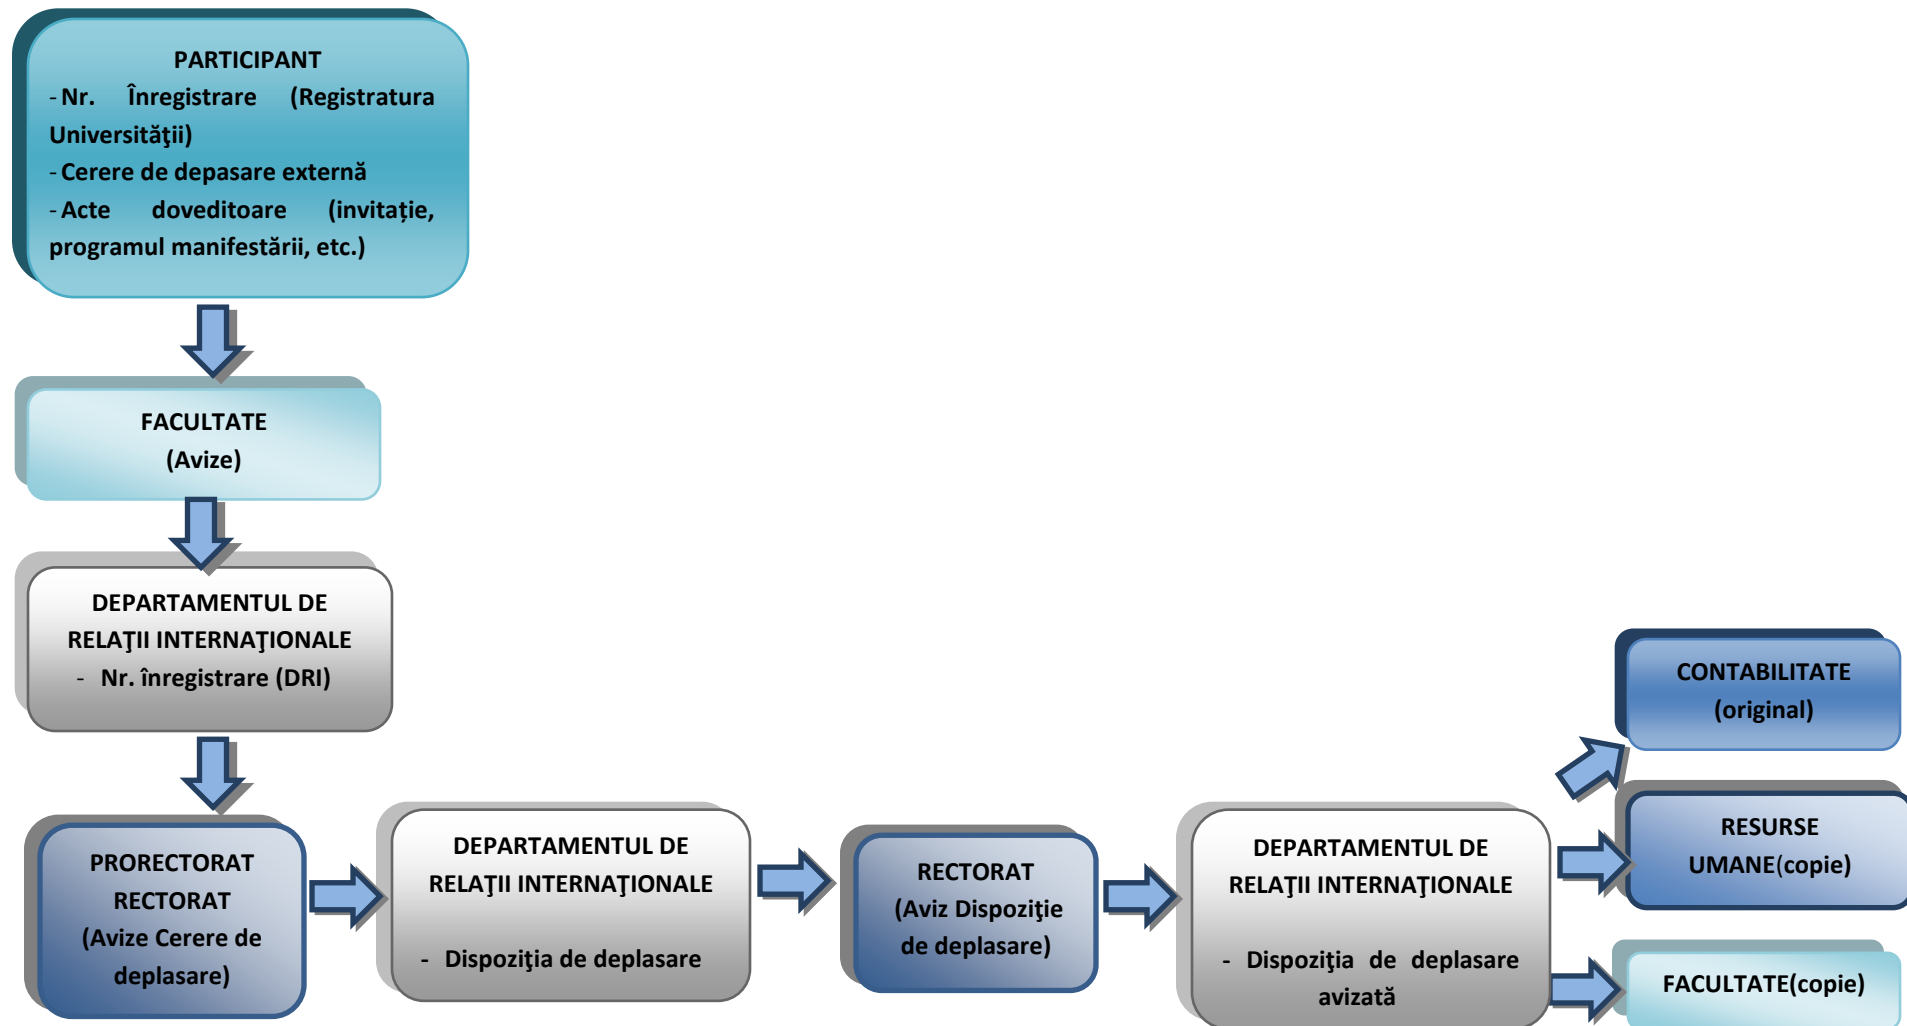 PARTICIPANT
- Nr. Înregistrare (Registratura
Universităţii)
- Cerere de depasare externă
- Acte doveditoare (invitație,
programul manifestării, etc.)
FACULTATE
(Avize)
DEPARTAMENTUL DE
RELAŢII INTERNAŢIONALE
- Nr. înregistrare (DRI)
PRORECTORAT
RECTORAT
(Avize Cerere de
deplasare)
DEPARTAMENTUL DE
RELAŢII INTERNAŢIONALE
- Dispoziţia de deplasare
RECTORAT
(Aviz Dispoziţie
de deplasare)
DEPARTAMENTUL DE
RELAŢII INTERNAŢIONALE
- Dispoziţia de deplasare
avizată
CONTABILITATE
(original)
RESURSE
UMANE(copie)
FACULTATE(copie)